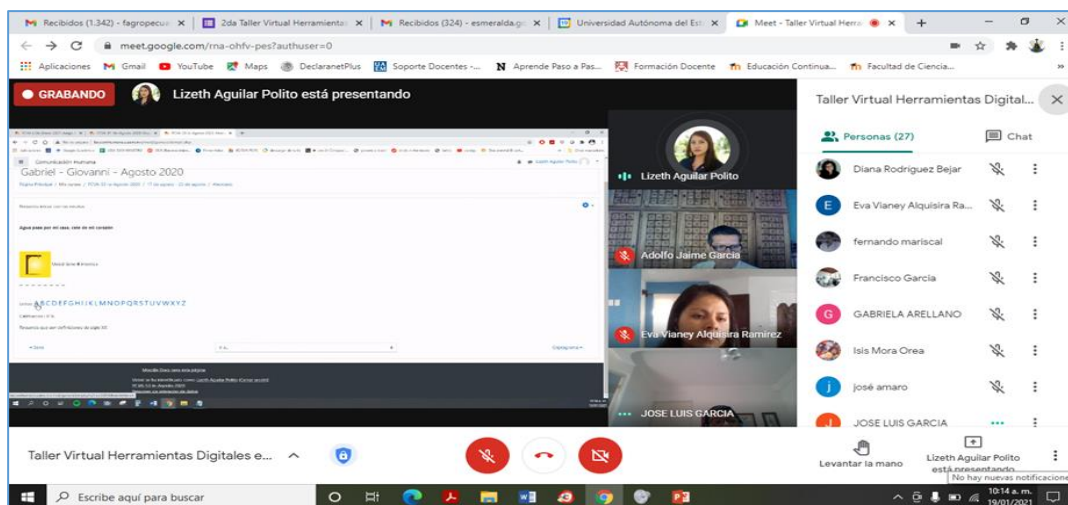 Recibidos (1.342) - fagropecua
2da Taller Virtual Herramienta
Recibidos (324) - esmeralda.g
Universidad Autónoma del Est
Meet - Taller Virtual Herra
meet.google.com/rna-ohfv-pes?authuser=0
Aplicaciones
Gmail
YouTube
Maps
DeclaranetPlus
Soporte Docentes -...
Aprende Paso a Pas...
Formación Docente
Educación Continua...
Facultad de Ciencia...
GRABANDO
Lizeth Aguilar Polito está presentando
Comunicación Humana
Gabriel - Giovanni - Agosto 2020
Agua pasa por mi casa, cate de mi corazón
Letras: ABCDEFGHIJKLMNOPQRSTUVWXYZ
Lizeth Aguilar Polito
Adolfo Jaime Garcia
Eva Vianey Alquisira Ramirez
JOSE LUIS GARCIA
Taller Virtual Herramientas Digital...
Personas (27)
Chat
Diana Rodriguez Bejar
E
Eva Vianey Alquisira Ra...
fernando mariscal
Francisco Garcia
G
GABRIELA ARELLANO
Isis Mora Orea
j
josé amaro
J
JOSE LUIS GARCIA
Taller Virtual Herramientas Digitales e...
Levantar la mano
Lizeth Aguilar Polito
está presentando
No hay nuevas notificacione
Escribe aquí para buscar
10:14 a. m.
19/01/2021